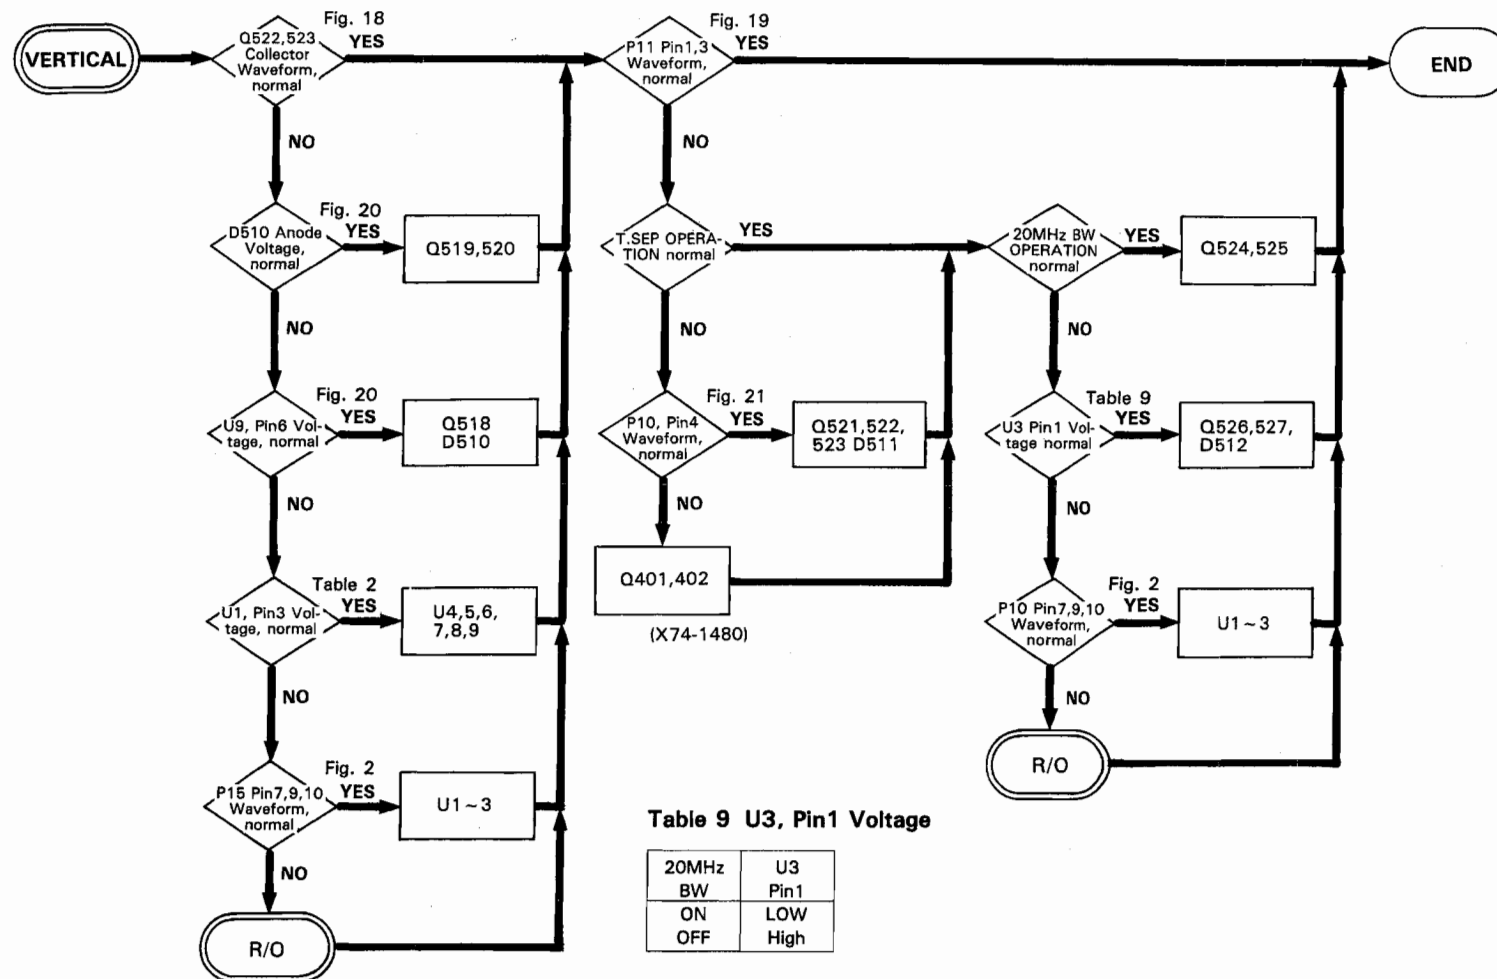 VERTICAL
Q522,523
Collector
Waveform,
normal
Fig. 18
YES
NO
D510 Anode
Voltage,
normal
Fig. 20
YES
Q519,520
NO
U9, Pin6 Vol-
tage, normal
Fig. 20
YES
Q518
D510
NO
U1, Pin3 Vol-
tage, normal
Table 2
YES
U4,5,6,
7,8,9
NO
P15 Pin7,9,10
Waveform,
normal
Fig. 2
YES
U1~3
NO
R/O
P11 Pin1,3
Waveform,
normal
Fig. 19
YES
NO
T.SEP OPERA-
TION normal
YES
NO
P10, Pin4
Waveform,
normal
Fig. 21
YES
Q521,522,
523 D511
NO
Q401,402
(X74-1480)
20MHz BW
OPERATION
normal
YES
Q524,525
NO
U3 Pin1 Vol-
tage normal
Table 9
YES
Q526,527,
D512
NO
P10 Pin7,9,10
Waveform,
normal
Fig. 2
YES
U1~3
NO
R/O
END
Table 9 U3, Pin1 Voltage
20MHz U3
BW Pin1
ON LOW
OFF High